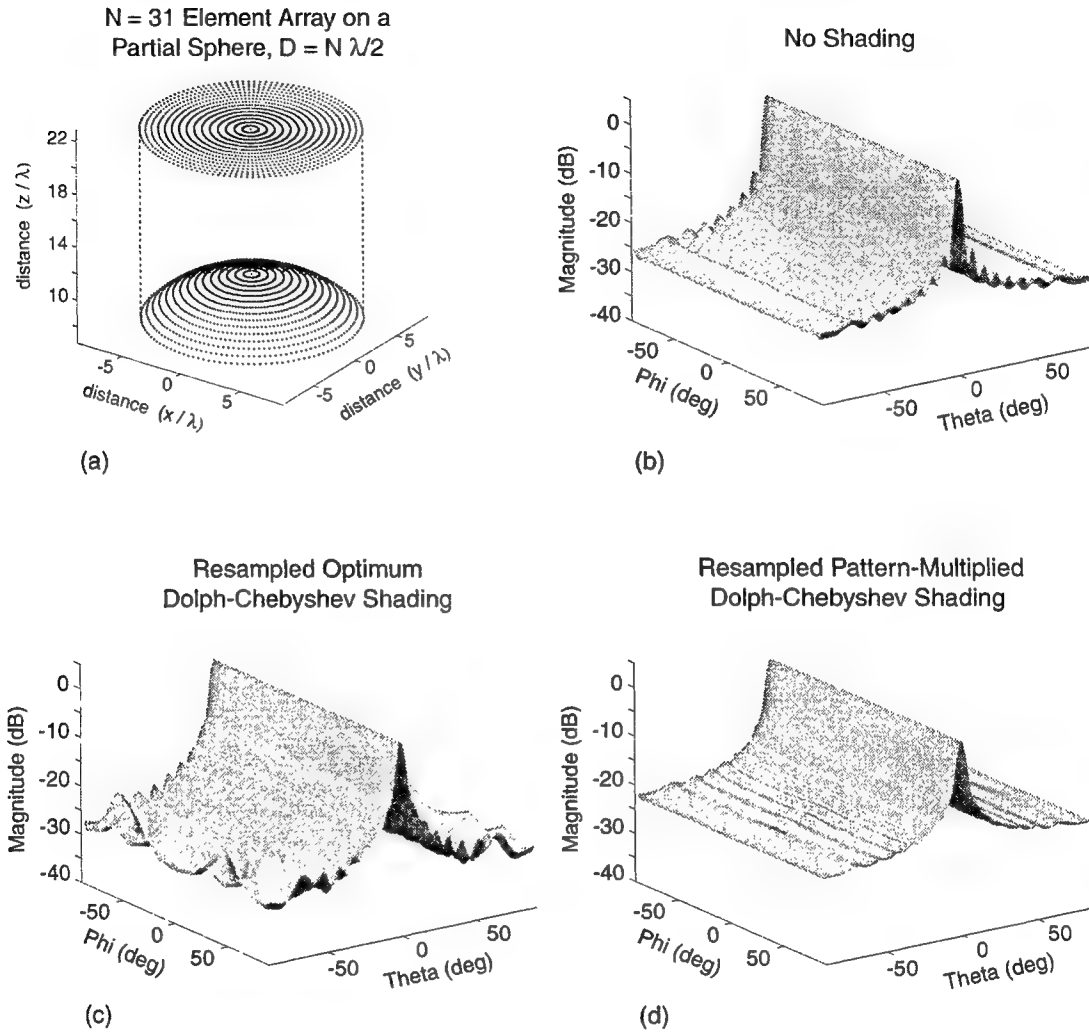 N = 31 Element Array on a
Partial Sphere, D = N λ/2
22
18
14
10
distance (z / λ)
-5
0
5
distance (x / λ)
-5
0
5
distance (y / λ)
(a)
No Shading
0
-10
-20
-30
-40
Magnitude (dB)
-50
0
50
Phi (deg)
-50
0
50
Theta (deg)
(b)
Resampled Optimum
Dolph-Chebyshev Shading
0
-10
-20
-30
-40
Magnitude (dB)
-50
0
50
Phi (deg)
-50
0
50
Theta (deg)
(c)
Resampled Pattern-Multiplied
Dolph-Chebyshev Shading
0
-10
-20
-30
-40
Magnitude (dB)
-50
0
50
Phi (deg)
-50
0
50
Theta (deg)
(d)